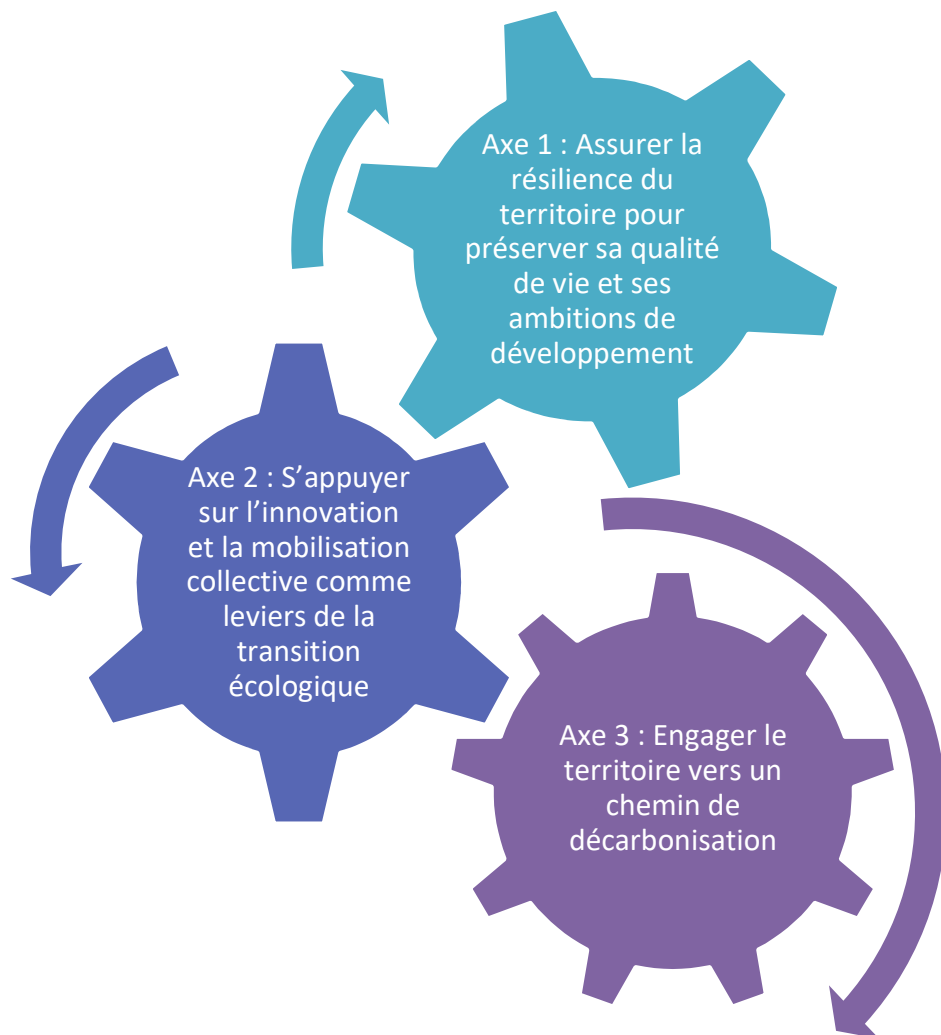 Axe 1 : Assurer la
résilience du
territoire pour
préserver sa qualité
de vie et ses
ambitions de
développement
Axe 2 : S’appuyer
sur l’innovation
et la mobilisation
collective comme
leviers de la
transition
écologique
Axe 3 : Engager le
territoire vers un
chemin de
décarbonisation